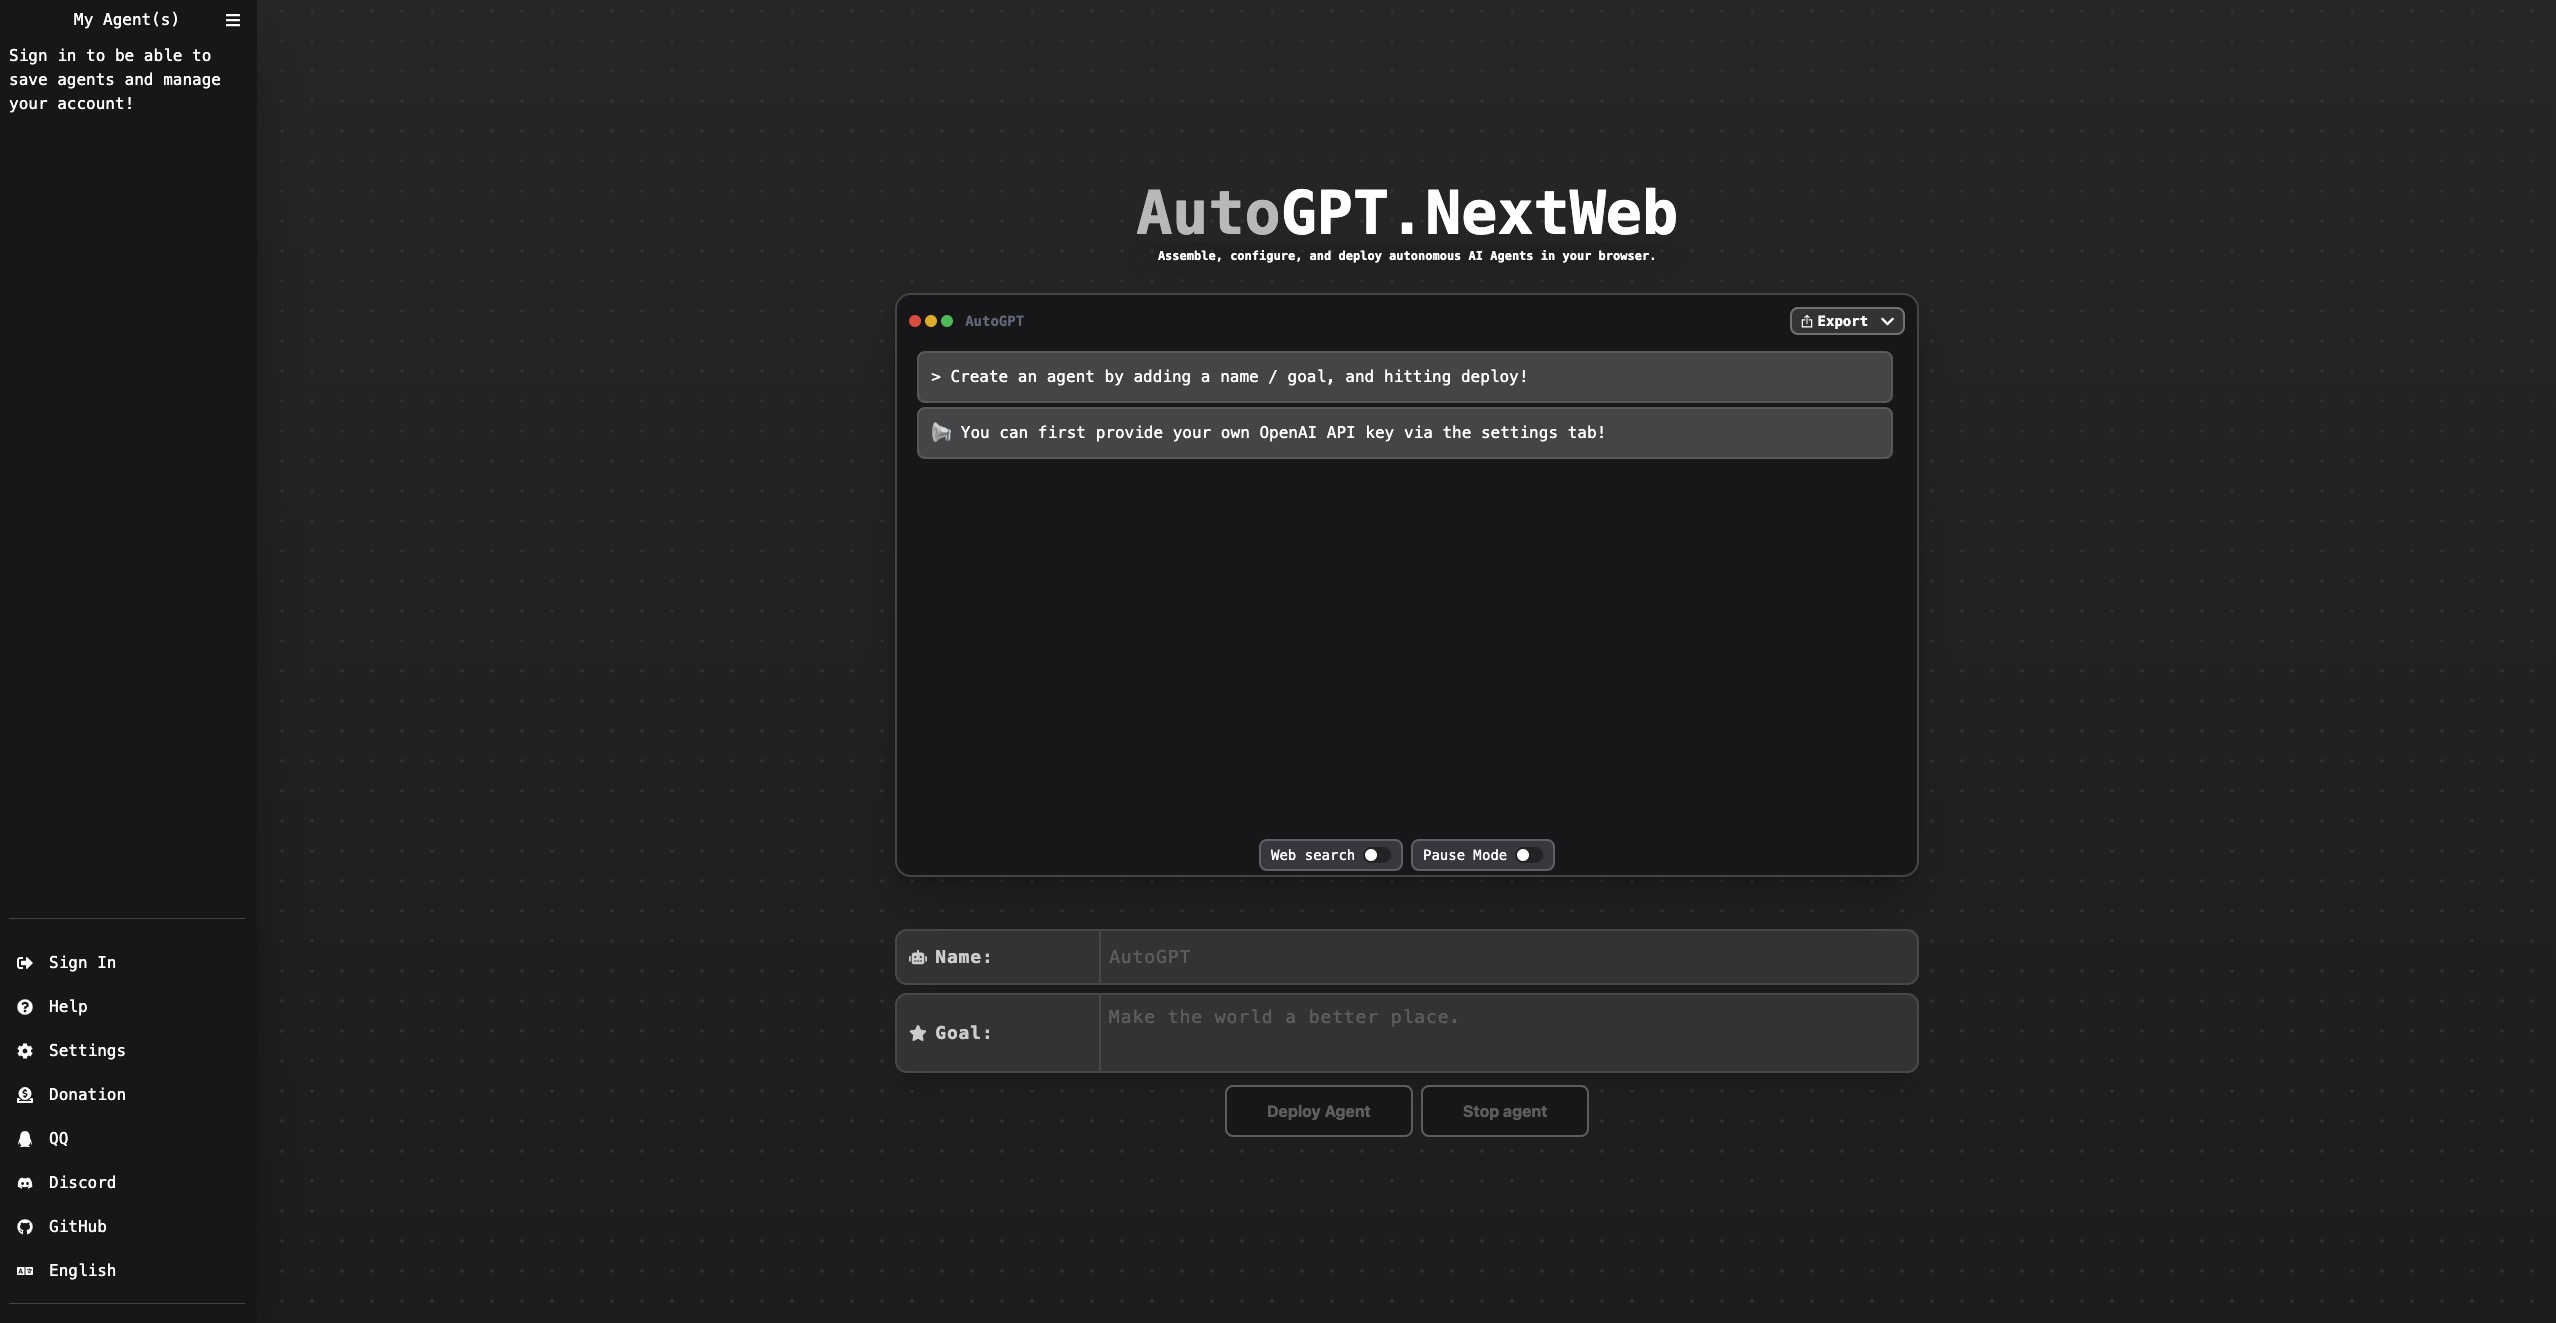 My Agent(s)
Sign in to be able to
save agents and manage
your account!
AutoGPT.NextWeb
Assemble, configure, and deploy autonomous AI Agents in your browser.
AutoGPT
Export
> Create an agent by adding a name / goal, and hitting deploy!
You can first provide your own OpenAI API key via the settings tab!
Web search
Pause Mode
Name:
AutoGPT
Goal:
Make the world a better place.
Deploy Agent
Stop agent
Sign In
Help
Settings
Donation
QQ
Discord
GitHub
English